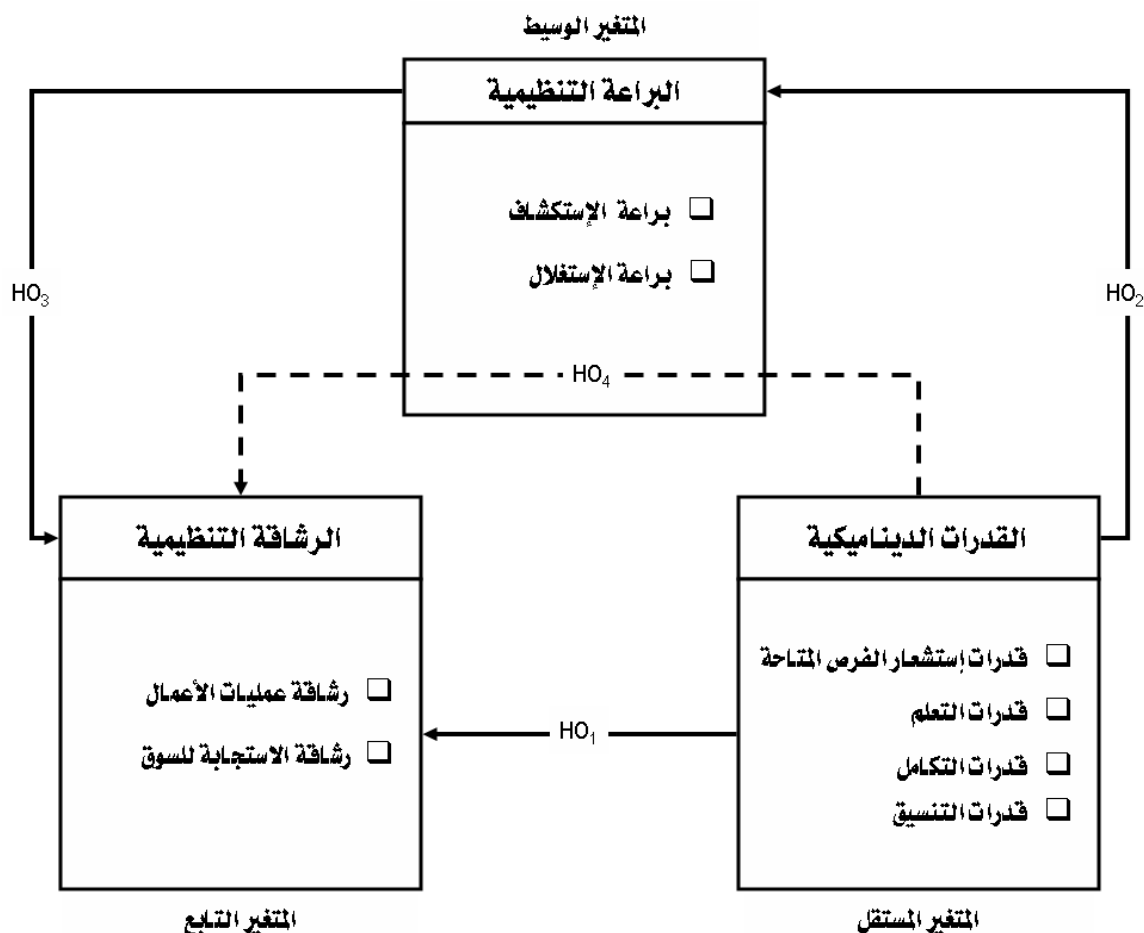 المتغير الوسيط
البراعة التنظيمية
براعة الإستكشاف
براعة الإستغلال
HO2
HO3
HO4
القدرات الديناميكية
قدرات إستشعار الفرص المتاحة
قدرات التعلم
قدرات التكامل
قدرات التنسيق
المتغير المستقل
HO1
الرشاقة التنظيمية
رشاقة عمليات الأعمال
رشاقة الاستجابة للسوق
المتغير التابع